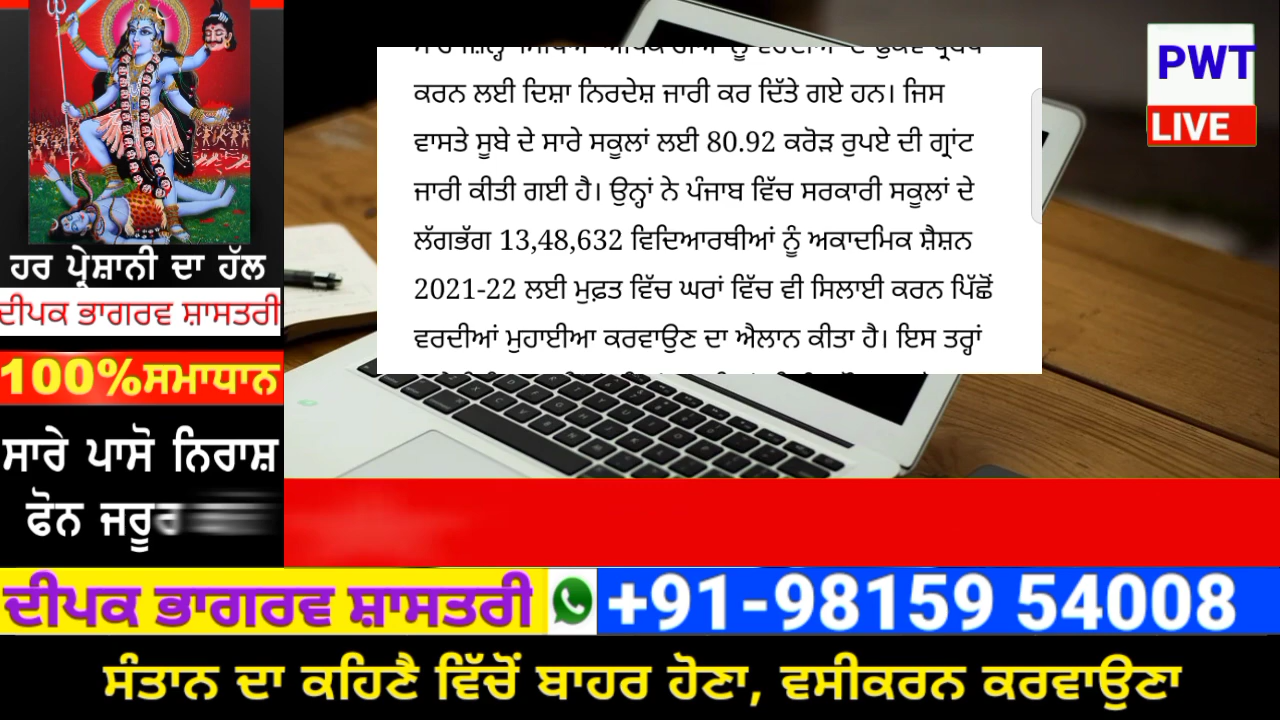 ਕਰਨ ਲਈ ਦਿਸ਼ਾ ਨਿਰਦੇਸ਼ ਜਾਰੀ ਕਰ ਦਿੱਤੇ ਗਏ ਹਨ। ਜਿਸ
ਵਾਸਤੇ ਸੂਬੇ ਦੇ ਸਾਰੇ ਸਕੂਲਾਂ ਲਈ 80.92 ਕਰੋੜ ਰੁਪਏ ਦੀ ਗ੍ਰਾਂਟ
ਜਾਰੀ ਕੀਤੀ ਗਈ ਹੈ। ਉਨ੍ਹਾਂ ਨੇ ਪੰਜਾਬ ਵਿੱਚ ਸਰਕਾਰੀ ਸਕੂਲਾਂ ਦੇ
ਲੱਗਭੱਗ 13,48,632 ਵਿਦਿਆਰਥੀਆਂ ਨੂੰ ਅਕਾਦਮਿਕ ਸ਼ੈਸ਼ਨ
2021-22 ਲਈ ਮੁਫ਼ਤ ਵਿੱਚ ਘਰਾਂ ਵਿੱਚ ਵੀ ਸਿਲਾਈ ਕਰਨ ਪਿੱਛੋਂ
ਵਰਦੀਆਂ ਮੁਹਾਈਆ ਕਰਵਾਉਣ ਦਾ ਐਲਾਨ ਕੀਤਾ ਹੈ। ਇਸ ਤਰ੍ਹਾਂ
PWT
LIVE
ਹਰ ਪ੍ਰੇਸ਼ਾਨੀ ਦਾ ਹੱਲ
ਦੀਪਕ ਭਾਗਰਵ ਸ਼ਾਸਤਰੀ
100%ਸਮਾਧਾਨ
ਸਾਰੇ ਪਾਸੋ ਨਿਰਾਸ਼
ਫੋਨ ਜਰੂਰ
ਦੀਪਕ ਭਾਗਰਵ ਸ਼ਾਸਤਰੀ +91-98159 54008
ਸੰਤਾਨ ਦਾ ਕਹਿਣੈ ਵਿੱਚੋਂ ਬਾਹਰ ਹੋਣਾ, ਵਸੀਕਰਨ ਕਰਵਾਉਣਾ